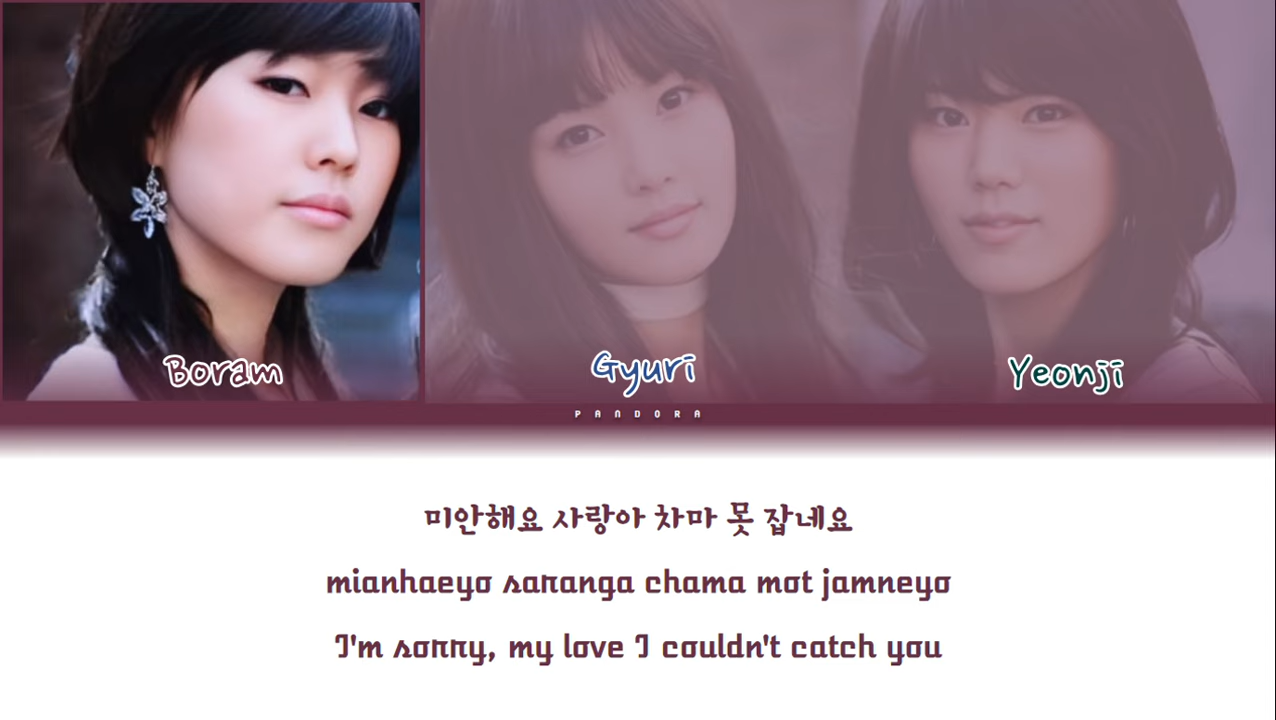 Boram
Gyuri
Yeonji
PANDORA
미안해요 사랑아 차마 못 잡네요
mianhaeyo saranga chama mot jamneyo
I'm sorry, my love I couldn't catch you